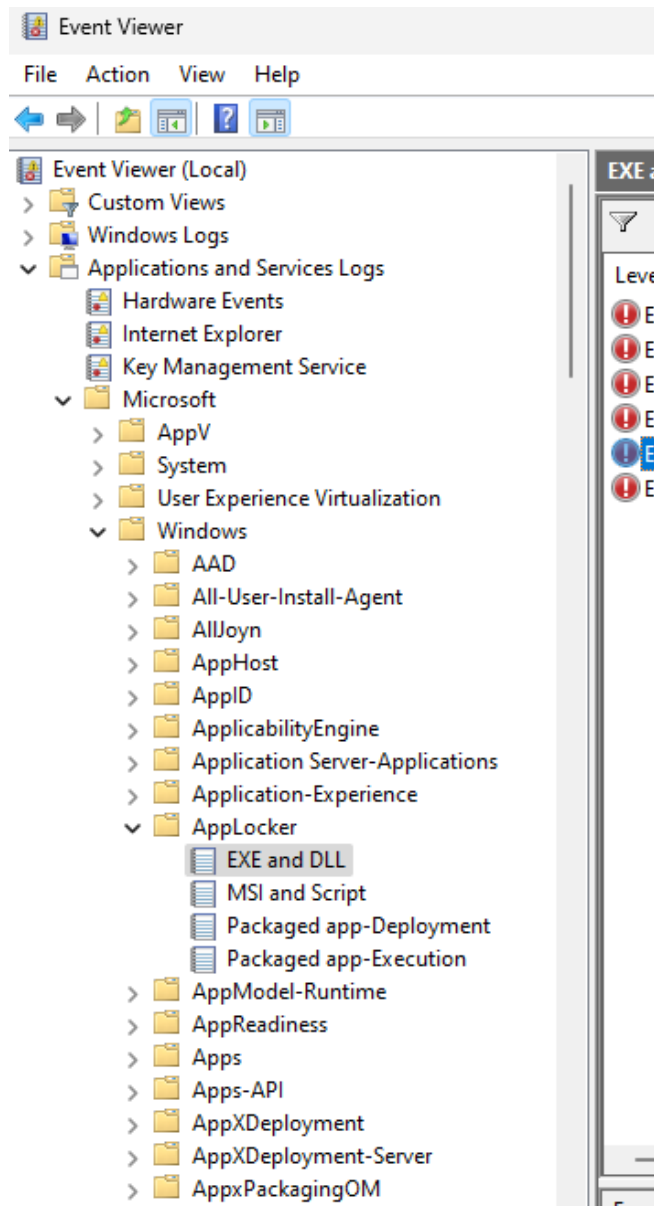 Event Viewer
File Action View Help
Event Viewer (Local)
Custom Views
Windows Logs
Applications and Services Logs
Hardware Events
Internet Explorer
Key Management Service
Microsoft
AppV
System
User Experience Virtualization
Windows
AAD
All-User-Install-Agent
AllJoyn
AppHost
AppID
ApplicabilityEngine
Application Server-Applications
Application-Experience
AppLocker
EXE and DLL
MSI and Script
Packaged app-Deployment
Packaged app-Execution
AppModel-Runtime
AppReadiness
Apps
Apps-API
AppXDeployment
AppXDeployment-Server
AppxPackagingOM
EXE a
Leve
E
E
E
E
E
E